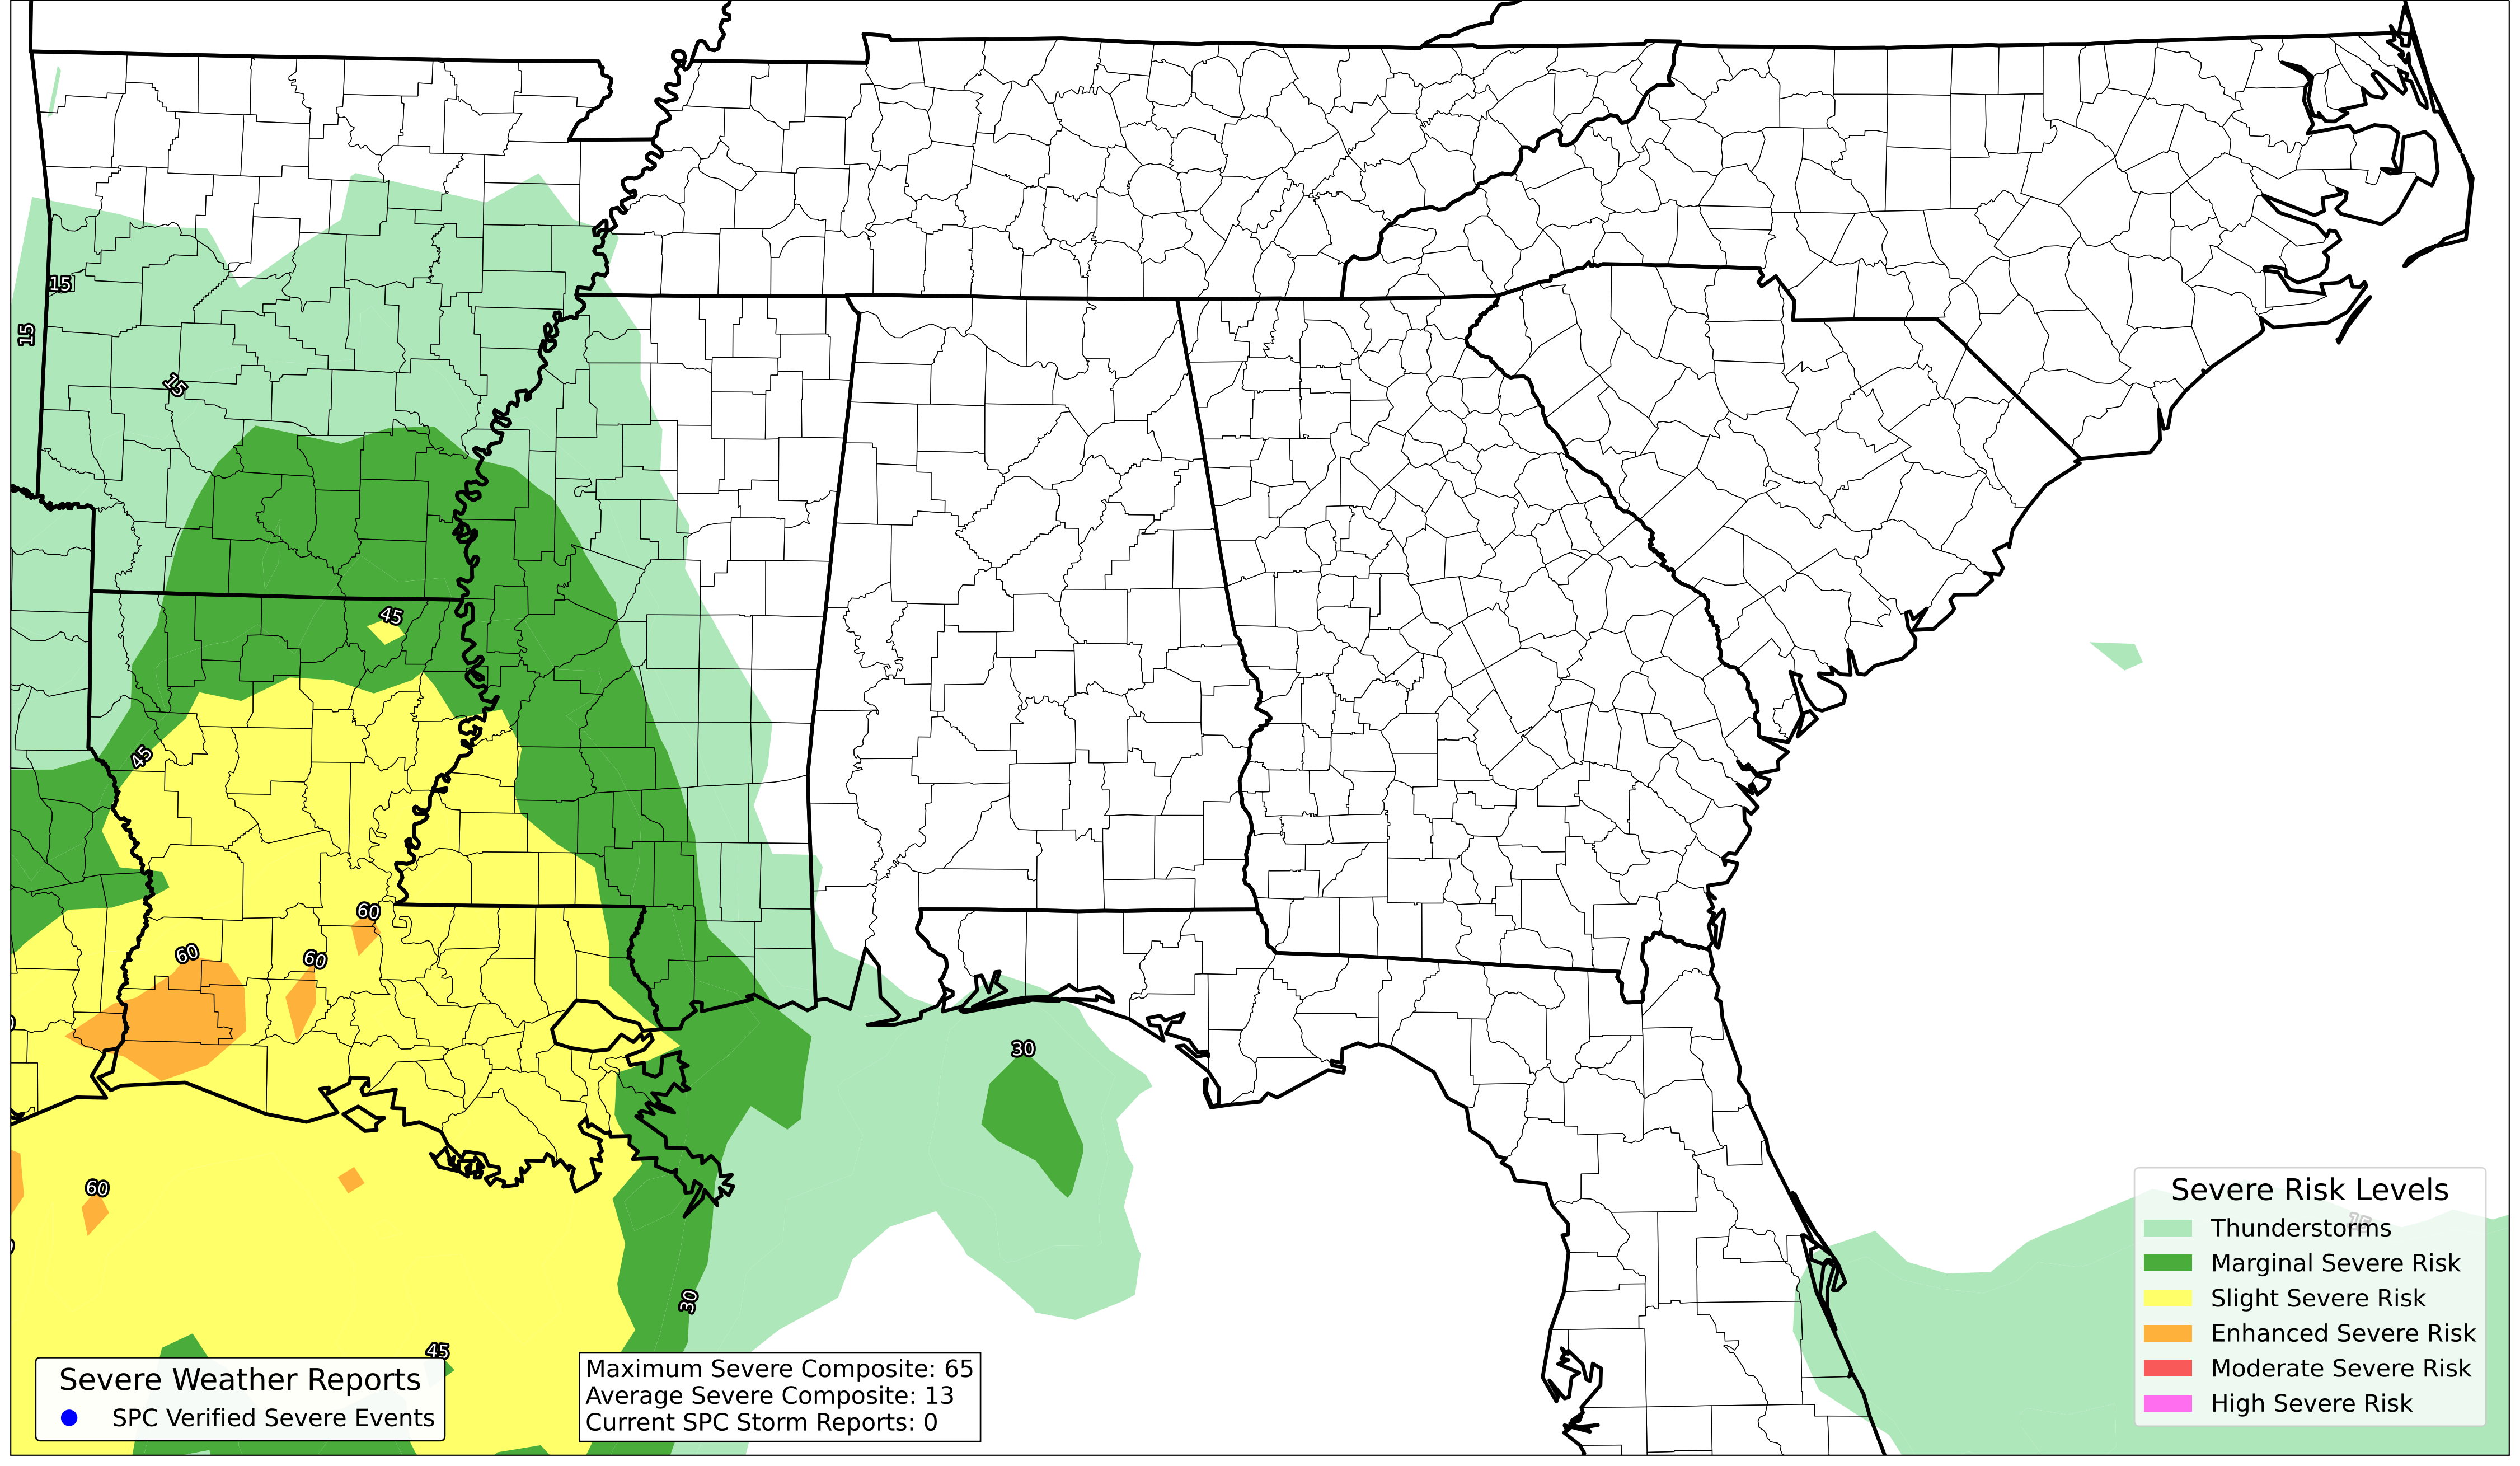 15
15
15
45
45
60
60
60
30
60
30
45
15
Severe Weather Reports
SPC Verified Severe Events
Maximum Severe Composite: 65
Average Severe Composite: 13
Current SPC Storm Reports: 0
Severe Risk Levels
Thunderstorms
Marginal Severe Risk
Slight Severe Risk
Enhanced Severe Risk
Moderate Severe Risk
High Severe Risk